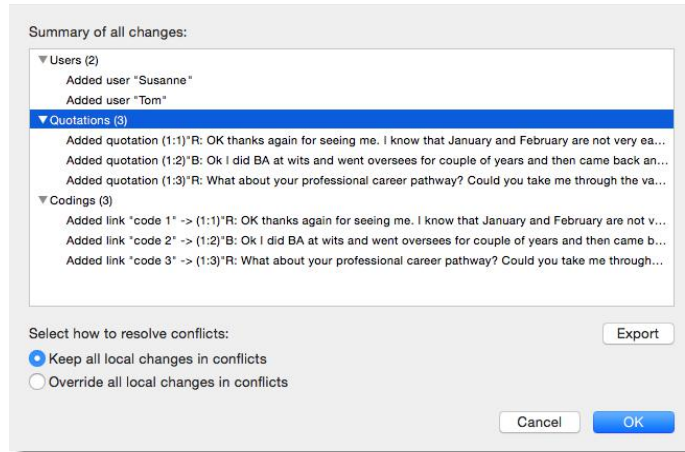 Summary of all changes:
Users (2)
Added user "Susanne"
Added user "Tom"
Quotations (3)
Added quotation (1:1)"R: OK thanks again for seeing me. I know that January and February are not very ea...
Added quotation (1:2)"B: Ok I did BA at wits and went oversees for couple of years and then came back an...
Added quotation (1:3)"R: What about your professional career pathway? Could you take me through the va...
Codings (3)
Added link "code 1" -> (1:1)"R: OK thanks again for seeing me. I know that January and February are not v...
Added link "code 2" -> (1:2)"B: Ok I did BA at wits and went oversees for couple of years and then came b...
Added link "code 3" -> (1:3)"R: What about your professional career pathway? Could you take me through...
Select how to resolve conflicts:
Export
Keep all local changes in conflicts
Override all local changes in conflicts
Cancel
OK